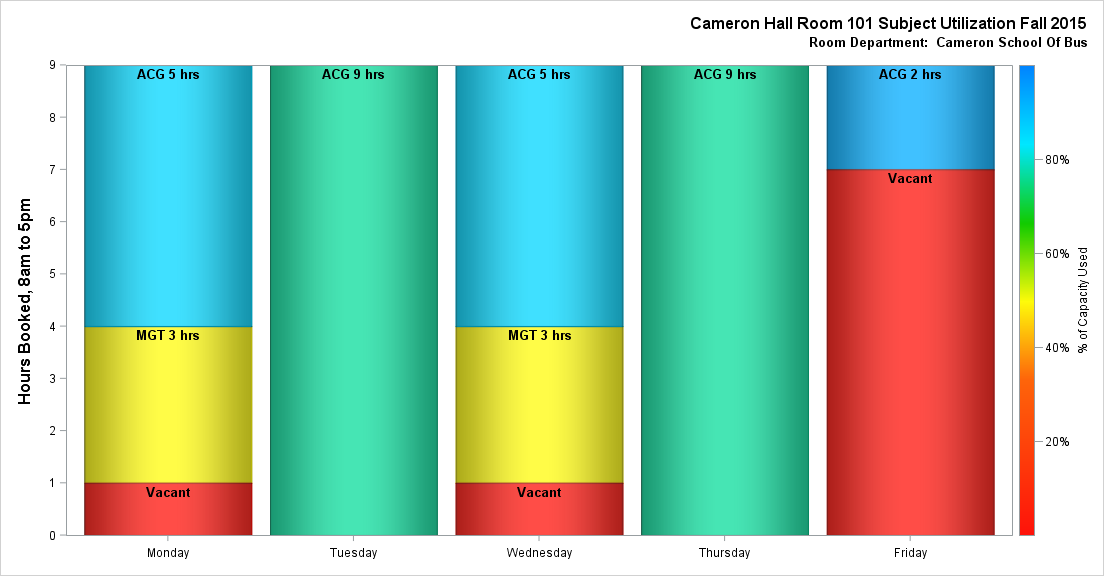 Cameron Hall Room 101 Subject Utilization Fall 2015
Room Department:  Cameron School Of Bus
Hours Booked, 8am to 5pm
9
8
7
6
5
4
3
2
1
0
ACG 5 hrs
MGT 3 hrs
Vacant
ACG 9 hrs
ACG 5 hrs
MGT 3 hrs
Vacant
ACG 9 hrs
ACG 2 hrs
Vacant
Monday
Tuesday
Wednesday
Thursday
Friday
80%
60%
40%
20%
% of Capacity Used